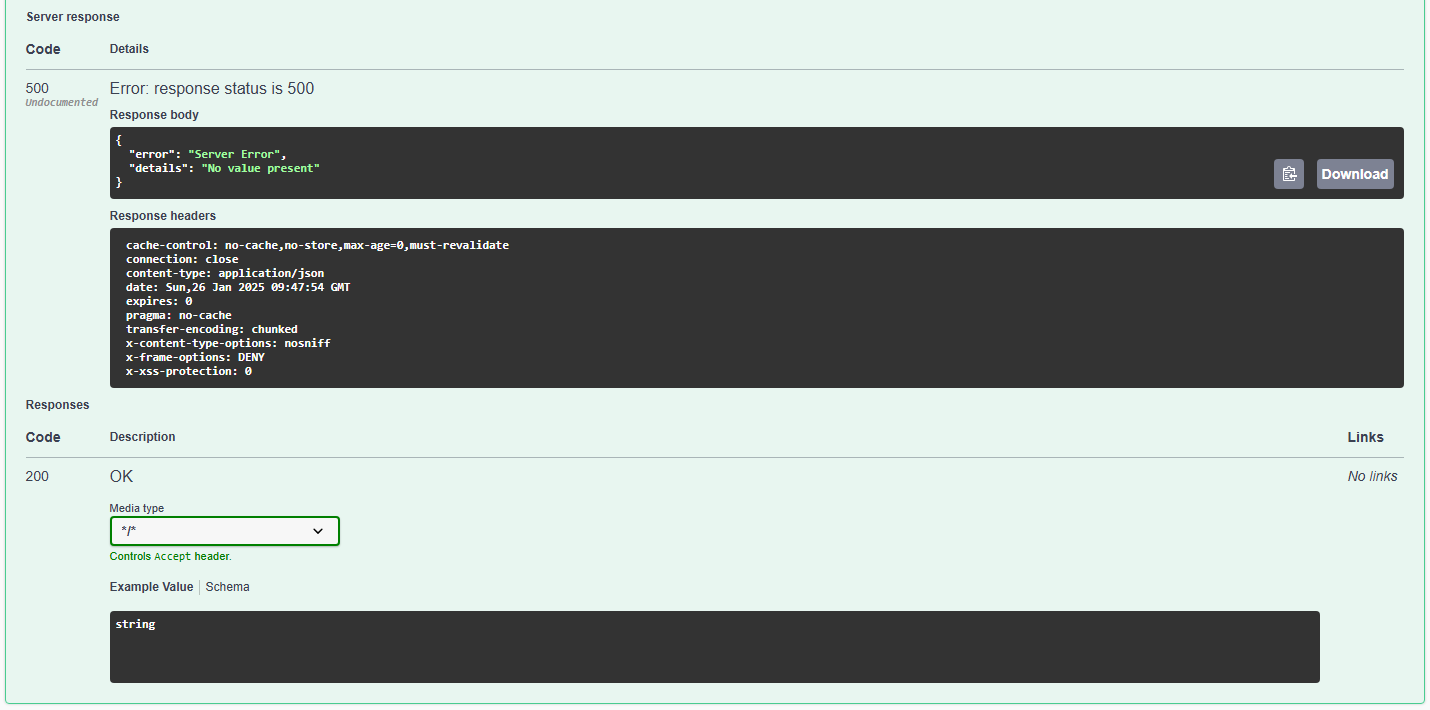 Server response
Code Details
500 Error: response status is 500
Undocumented
Response body
{
  "error": "Server Error",
  "details": "No value present"
}
Download
Response headers
cache-control: no-cache,no-store,max-age=0,must-revalidate
connection: close
content-type: application/json
date: Sun,26 Jan 2025 09:47:54 GMT
expires: 0
pragma: no-cache
transfer-encoding: chunked
x-content-type-options: nosniff
x-frame-options: DENY
x-xss-protection: 0
Responses
Code Description Links
200 OK No links
Media type
*/*
Controls Accept header.
Example Value Schema
string